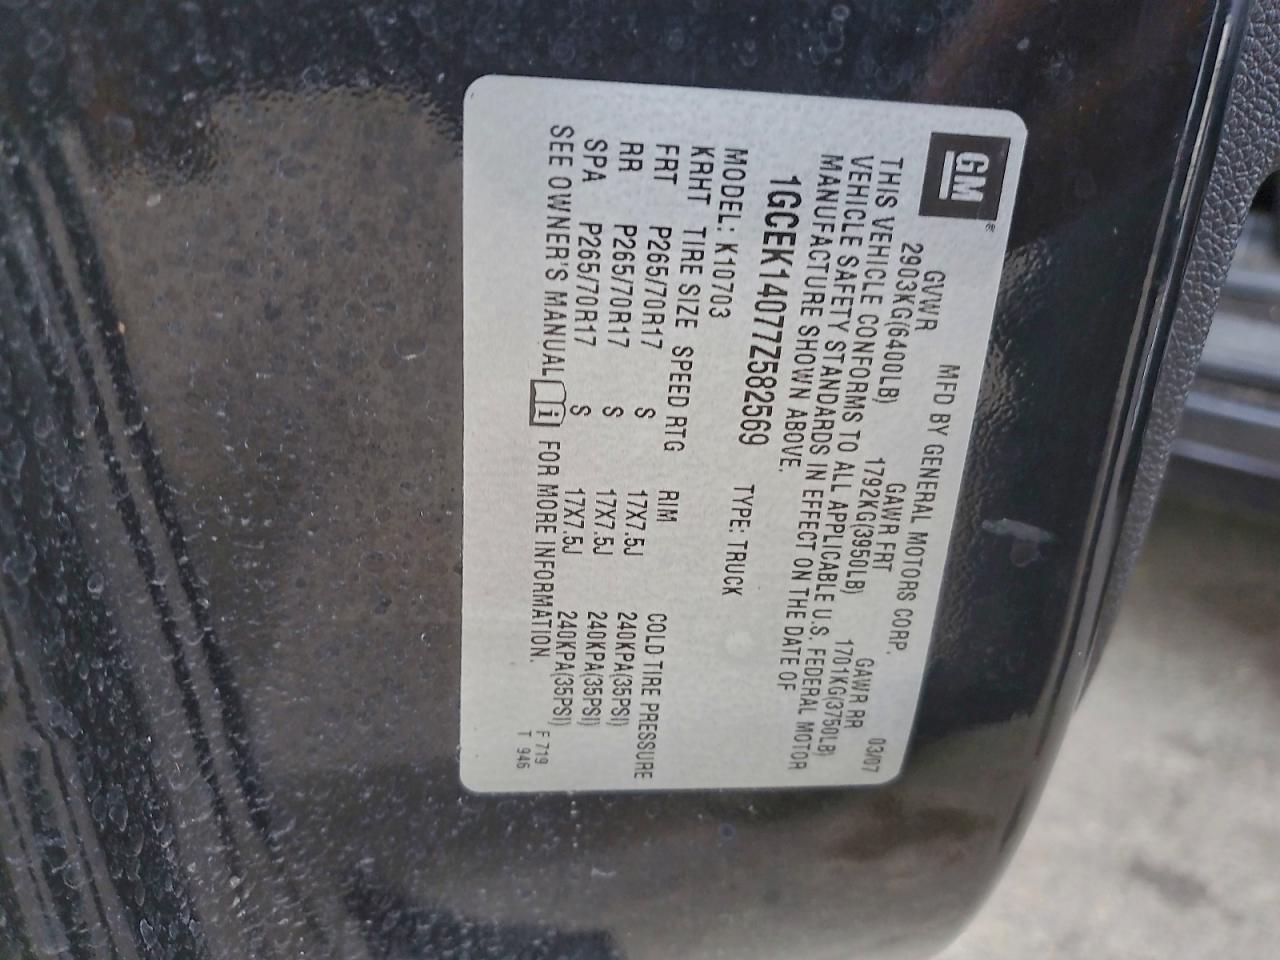 GM®
MFD BY GENERAL MOTORS CORP. 03/07
GVWR GAWR FRT GAWR RR
2903KG(6400LB) 1792KG(3950LB) 1701KG(3750LB)
THIS VEHICLE CONFORMS TO ALL APPLICABLE U.S. FEDERAL MOTOR
VEHICLE SAFETY STANDARDS IN EFFECT ON THE DATE OF
MANUFACTURE SHOWN ABOVE.
1GCEK14077Z582569 TYPE: TRUCK
MODEL: K10703
KRHT TIRE SIZE SPEED RTG RIM COLD TIRE PRESSURE
FRT P265/70R17 S 17X7.5J 240KPA(35PSI)
RR P265/70R17 S 17X7.5J 240KPA(35PSI)
SPA P265/70R17 S 17X7.5J 240KPA(35PSI)
SEE OWNER'S MANUAL i FOR MORE INFORMATION.
F 719
T 946